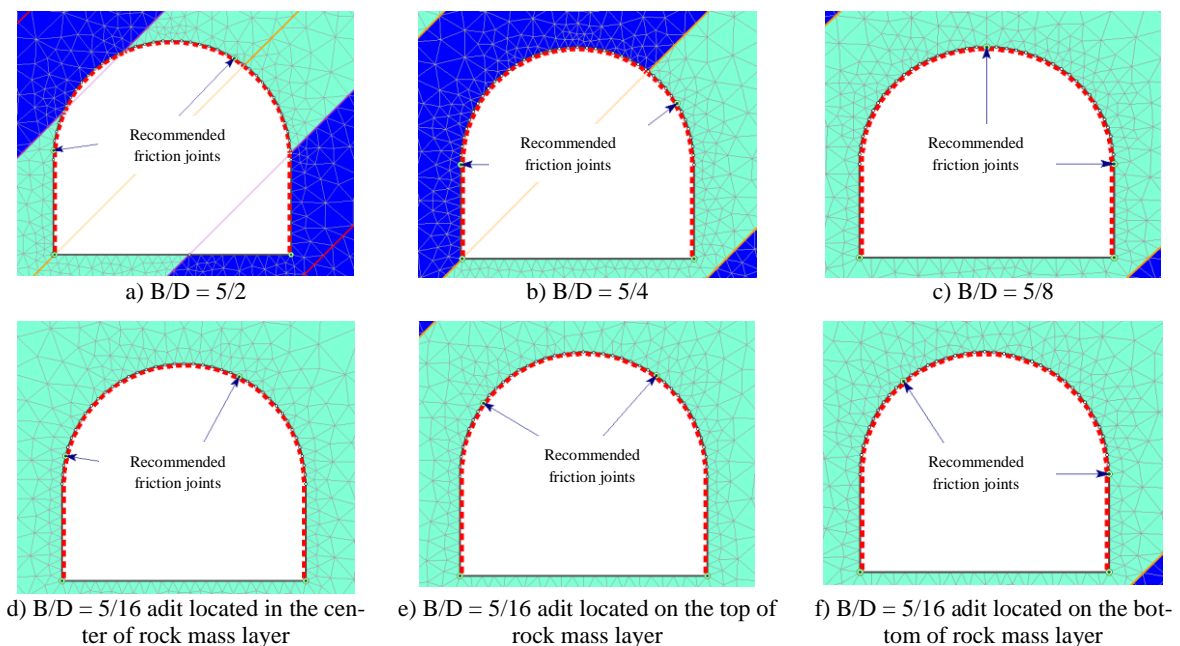 Recommended
friction joints
Recommended
friction joints
Recommended
friction joints
a) B/D = 5/2
b) B/D = 5/4
c) B/D = 5/8
Recommended
friction joints
Recommended
friction joints
Recommended
friction joints
d) B/D = 5/16 adit located in the cen-
ter of rock mass layer
e) B/D = 5/16 adit located on the top of
rock mass layer
f) B/D = 5/16 adit located on the bot-
tom of rock mass layer